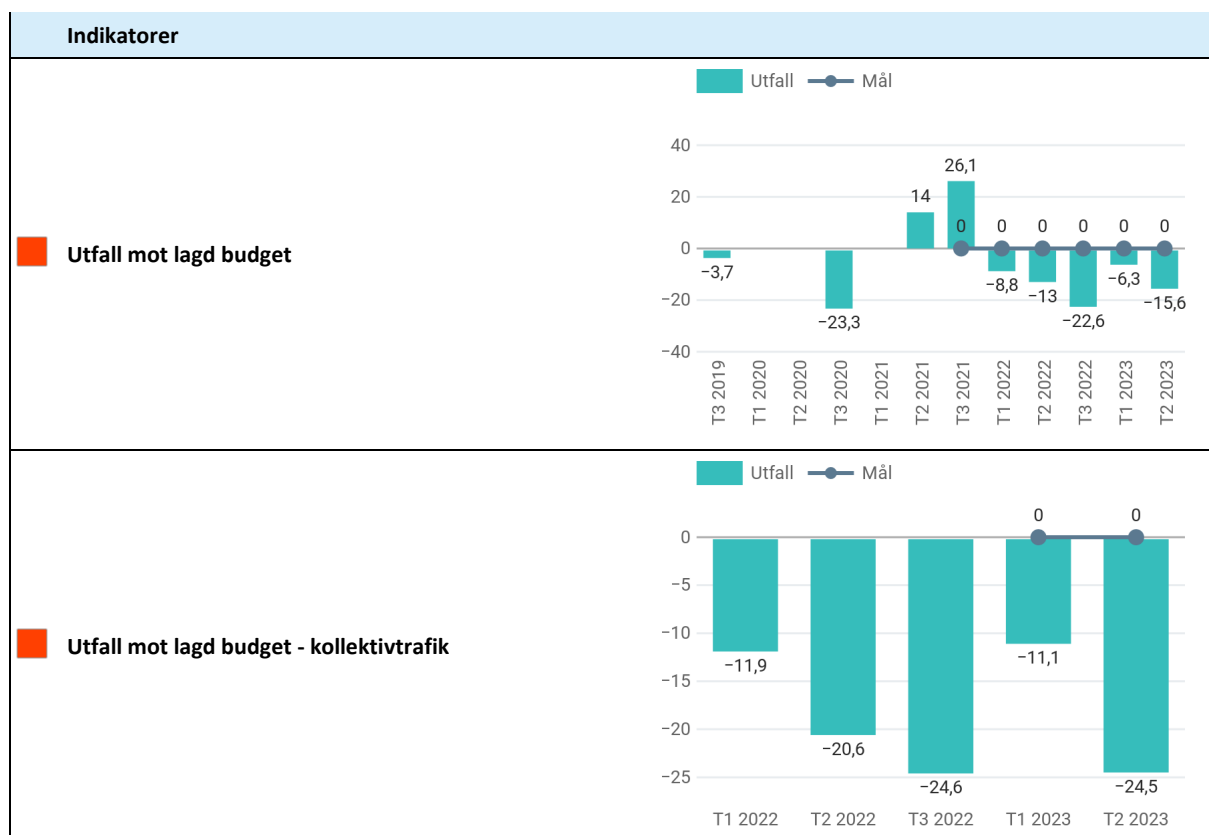 Indikatorer
Utfall mot lagd budget
Utfall Mål
40
20
0
−20
−40
−3,7
−23,3
14
26,1
0 0 0 0 0 0
−8,8
−13
−22,6
−6,3
−15,6
T3 2019
T1 2020
T2 2020
T3 2020
T1 2021
T2 2021
T3 2021
T1 2022
T2 2022
T3 2022
T1 2023
T2 2023
Utfall mot lagd budget - kollektivtrafik
Utfall Mål
0
−5
−10
−15
−20
−25
0 0
−11,9
−20,6
−24,6
−11,1
−24,5
T1 2022 T2 2022 T3 2022 T1 2023 T2 2023